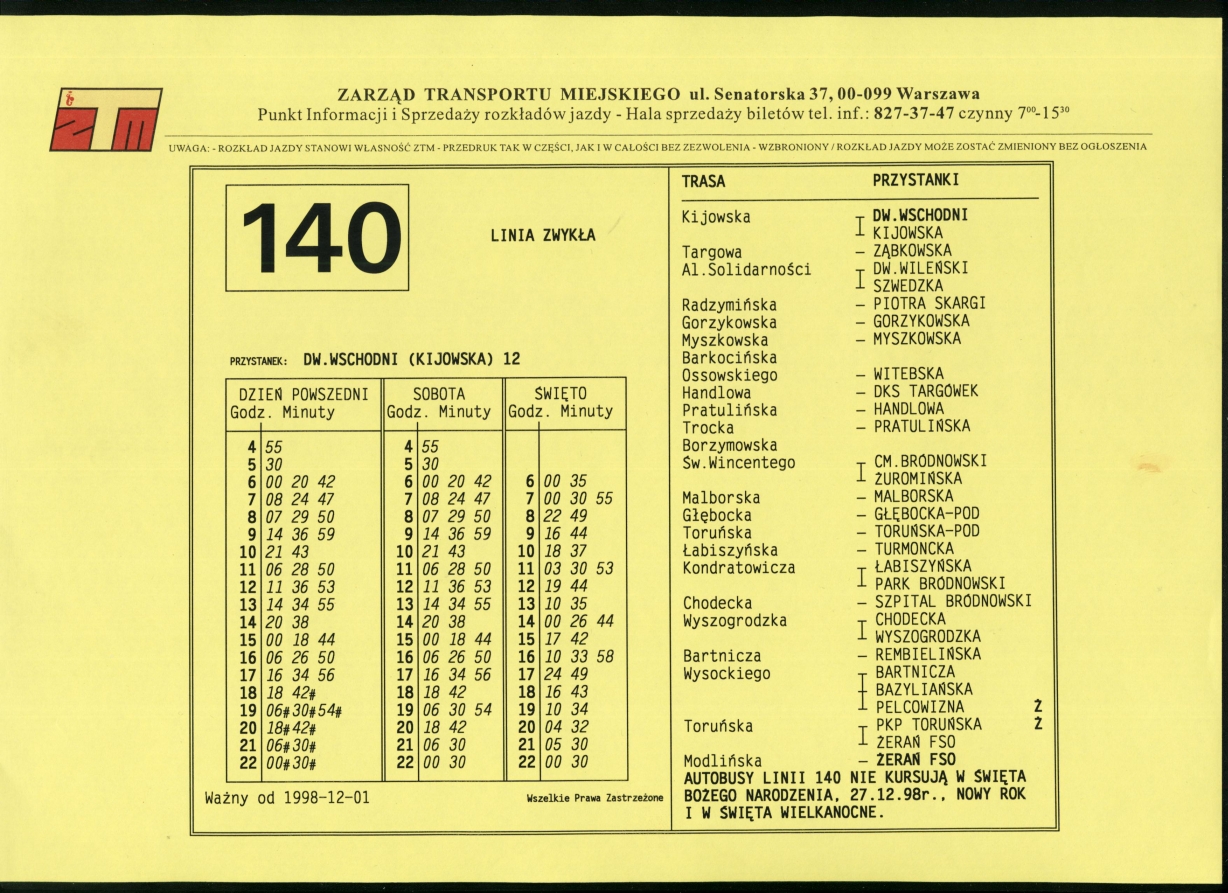 ZTM
ZARZĄD TRANSPORTU MIEJSKIEGO ul. Senatorska 37, 00-099 Warszawa
Punkt Informacji i Sprzedaży rozkładów jazdy - Hala sprzedaży biletów tel. inf.: 827-37-47 czynny 7⁰⁰-15³⁰
UWAGA: - ROZKŁAD JAZDY STANOWI WŁASNOŚĆ ZTM - PRZEDRUK TAK W CZĘŚCI, JAK I W CAŁOŚCI BEZ ZEZWOLENIA - WZBRONIONY / ROZKŁAD JAZDY MOŻE ZOSTAĆ ZMIENIONY BEZ OGŁOSZENIA
140
LINIA ZWYKŁA
PRZYSTANEK: DW.WSCHODNI (KIJOWSKA) 12
DZIEŃ POWSZEDNI SOBOTA ŚWIĘTO
Godz. Minuty Godz. Minuty Godz. Minuty
4 55 4 55
5 30 5 30
6 00 20 42 6 00 20 42 6 00 35
7 08 24 47 7 08 24 47 7 00 30 55
8 07 29 50 8 07 29 50 8 22 49
9 14 36 59 9 14 36 59 9 16 44
10 21 43 10 21 43 10 18 37
11 06 28 50 11 06 28 50 11 03 30 53
12 11 36 53 12 11 36 53 12 19 44
13 14 34 55 13 14 34 55 13 10 35
14 20 38 14 20 38 14 00 26 44
15 00 18 44 15 00 18 44 15 17 42
16 06 26 50 16 06 26 50 16 10 33 58
17 16 34 56 17 16 34 56 17 24 49
18 18 42# 18 18 42 18 16 43
19 06#30#54# 19 06 30 54 19 10 34
20 18#42# 20 18 42 20 04 32
21 06#30# 21 06 30 21 05 30
22 00#30# 22 00 30 22 00 30
Ważny od 1998-12-01 Wszelkie Prawa Zastrzeżone
TRASA PRZYSTANKI
Kijowska DW.WSCHODNI
KIJOWSKA
Targowa – ZĄBKOWSKA
Al.Solidarności DW.WILEŃSKI
SZWEDZKA
Radzymińska – PIOTRA SKARGI
Gorzykowska – GORZYKOWSKA
Myszkowska – MYSZKOWSKA
Barkocińska
Ossowskiego – WITEBSKA
Handlowa – DKS TARGÓWEK
Pratulińska – HANDLOWA
Trocka – PRATULIŃSKA
Borzymowska
Św.Wincentego CM.BRÓDNOWSKI
ŻUROMIŃSKA
Malborska – MALBORSKA
Głębocka – GŁĘBOCKA-POD
Toruńska – TORUŃSKA-POD
Łabiszyńska – TURMONCKA
Kondratowicza ŁABISZYŃSKA
PARK BRÓDNOWSKI
Chodecka – SZPITAL BRÓDNOWSKI
Wyszogrodzka CHODECKA
WYSZOGRODZKA
Bartnicza – REMBIELIŃSKA
Wysockiego BARTNICZA
BAZYLIAŃSKA
PELCOWIZNA Ż
Toruńska PKP TORUŃSKA Ż
ŻERAŃ FSO
Modlińska – ŻERAŃ FSO
AUTOBUSY LINII 140 NIE KURSUJĄ W ŚWIĘTA
BOŻEGO NARODZENIA, 27.12.98r., NOWY ROK
I W ŚWIĘTA WIELKANOCNE.